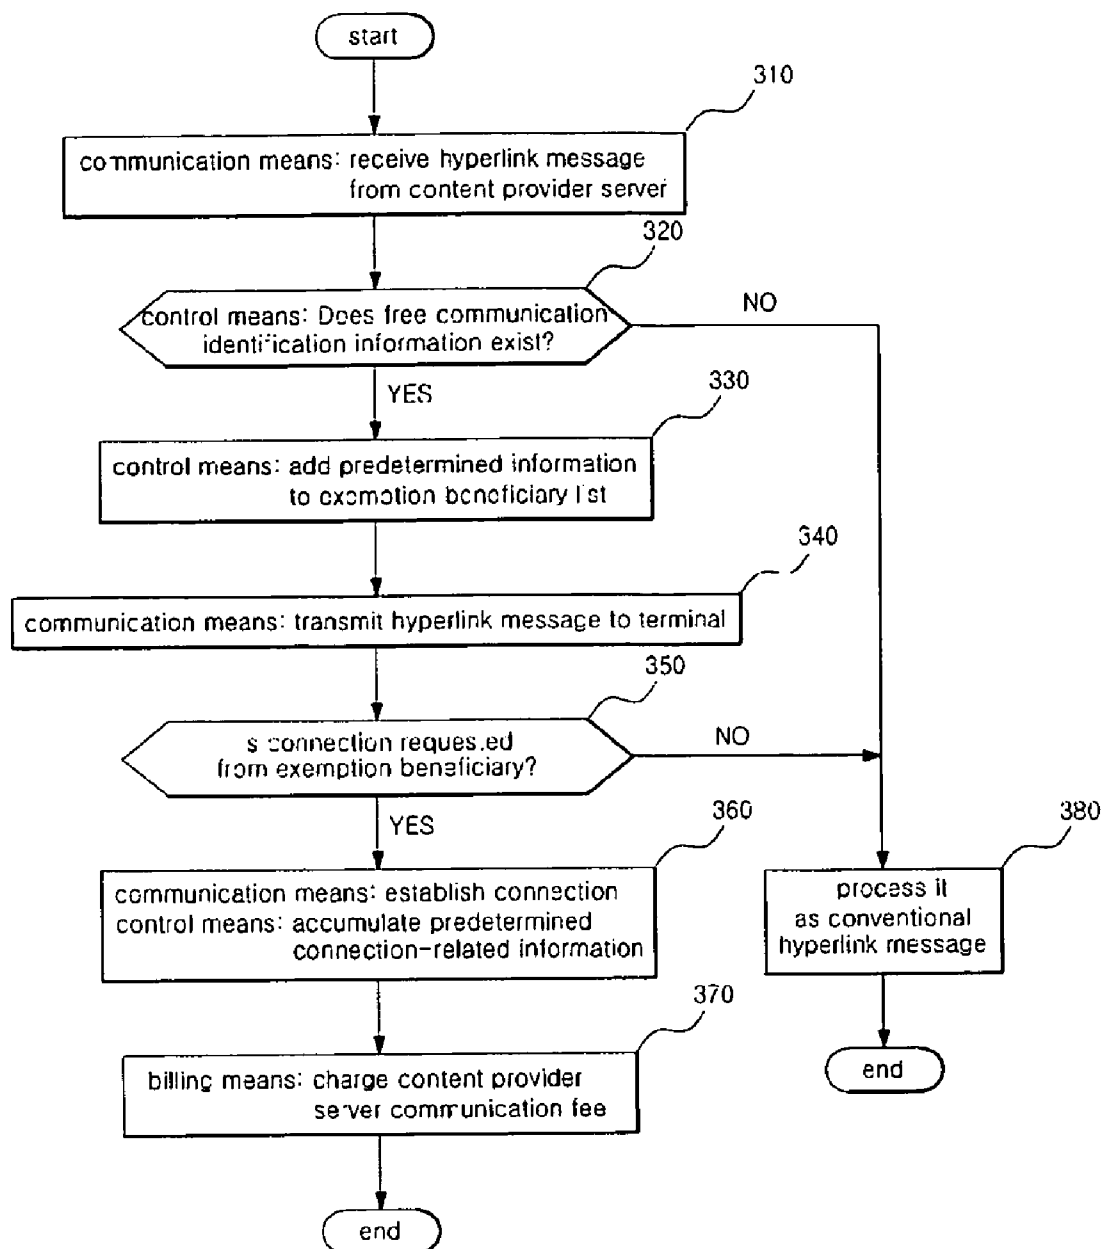 start
310
communication means: receive hyperlink message
from content provider server
320
control means: Does free communication
identification information exist?
NO
YES
330
control means: add predetermined information
to exemption beneficiary list
340
communication means: transmit hyperlink message to terminal
350
s connection requested
from exemption beneficiary?
NO
YES
360
communication means: establish connection
control means: accumulate predetermined
connection-related information
380
process it
as conventional
hyperlink message
370
billing means: charge content provider
server communication fee
end
end